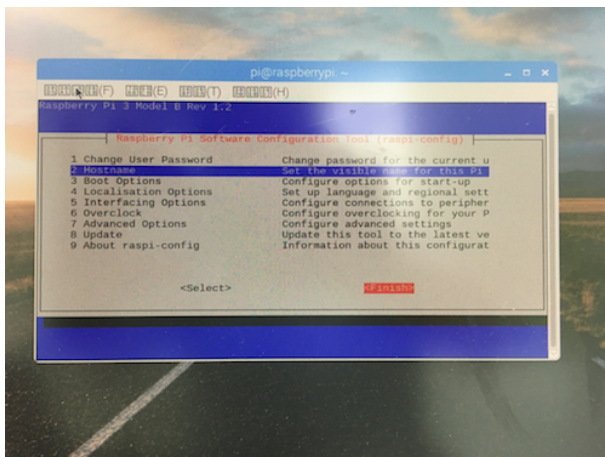 pi@raspberrypi: ~
(F) (E) (T) (H)
Raspberry Pi 3 Model B Rev 1.2
Raspberry Pi Software Configuration Tool (raspi-config)
1 Change User Password Change password for the current u
2 Hostname Set the visible name for this Pi
3 Boot Options Configure options for start-up
4 Localisation Options Set up language and regional sett
5 Interfacing Options Configure connections to peripher
6 Overclock Configure overclocking for your P
7 Advanced Options Configure advanced settings
8 Update Update this tool to the latest ve
9 About raspi-config Information about this configurat
<Select> <Finish>